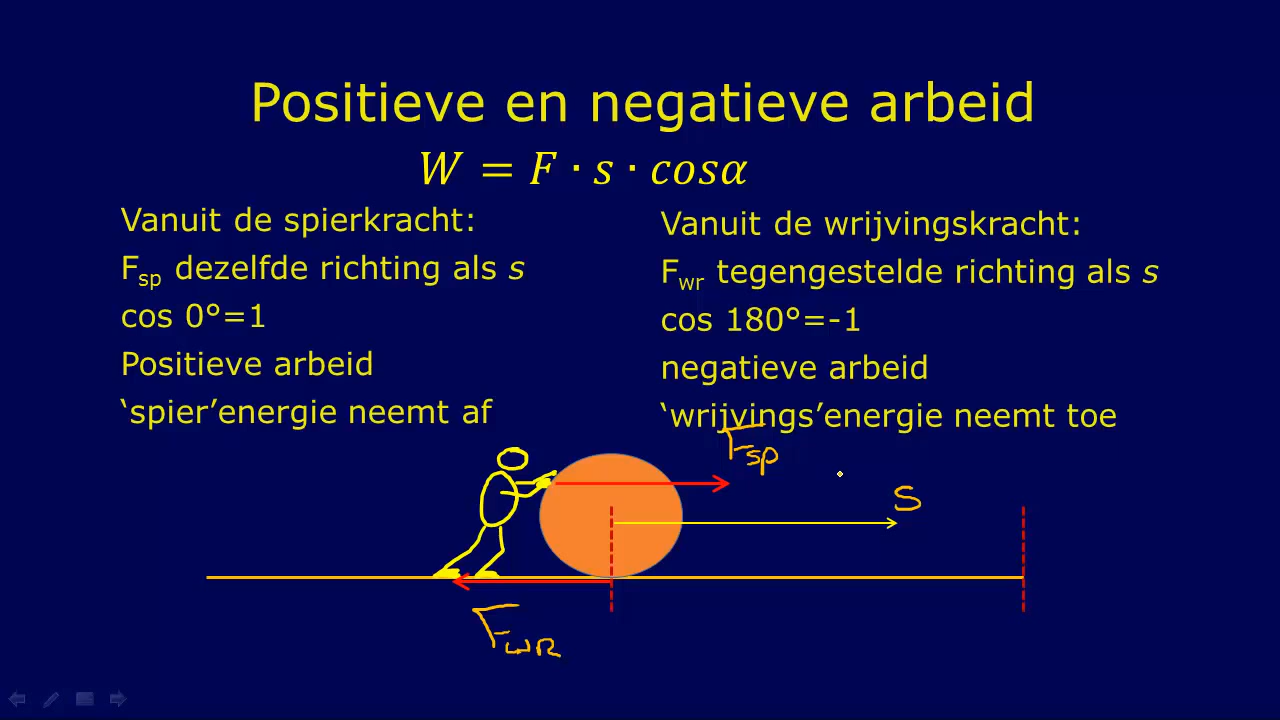 Positieve en negatieve arbeid
W = F · s · cosα
Vanuit de spierkracht:
Fsp dezelfde richting als s
cos 0°=1
Positieve arbeid
‘spier’energie neemt af
Vanuit de wrijvingskracht:
Fwr tegengestelde richting als s
cos 180°=-1
negatieve arbeid
‘wrijvings’energie neemt toe
Fsp
S
FWR